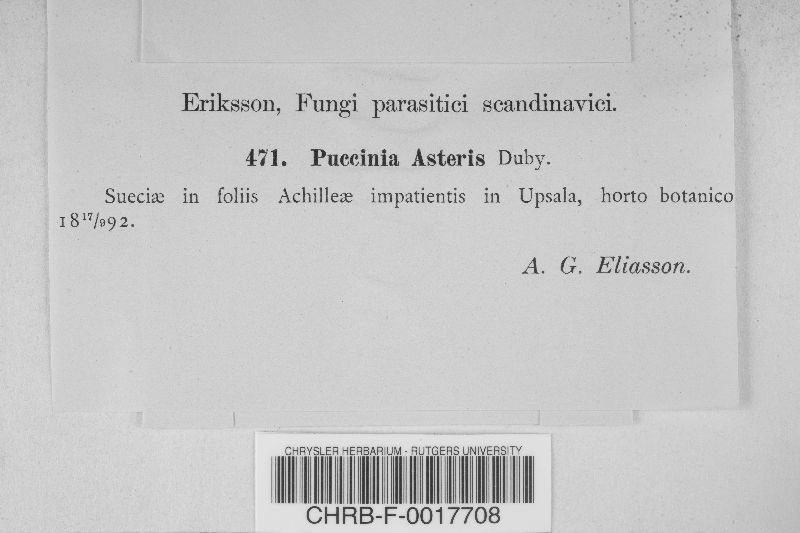 Eriksson, Fungi parasitici scandinavici.
471. Puccinia Asteris Duby.
Sueciæ in foliis Achilleæ impatientis in Upsala, horto botanico
18¹⁷/₉92.
A. G. Eliasson.
CHRYSLER HERBARIUM - RUTGERS UNIVERSITY
CHRB-F-0017708